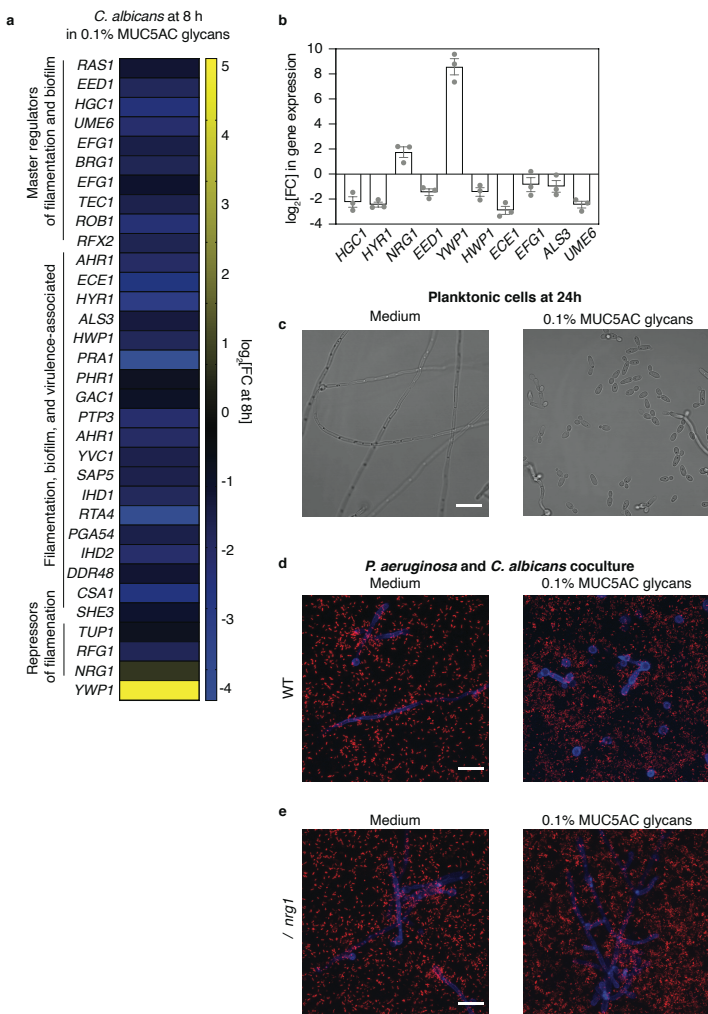 a
C. albicans at 8 h
in 0.1% MUC5AC glycans
Master regulators
of filamentation and biofilm
Filamentation, biofilm, and virulence-associated
Repressors
of filamenation
RAS1
EED1
HGC1
UME6
EFG1
BRG1
EFG1
TEC1
ROB1
RFX2
AHR1
ECE1
HYR1
ALS3
HWP1
PRA1
PHR1
GAC1
PTP3
AHR1
YVC1
SAP5
IHD1
RTA4
PGA54
IHD2
DDR48
CSA1
SHE3
TUP1
RFG1
NRG1
YWP1
5
4
3
2
1
0
-1
-2
-3
-4
log2[FC at 8h]
b
log2[FC] in gene expression
10
8
6
4
2
0
-2
-4
HGC1
HYR1
NRG1
EED1
YWP1
HWP1
ECE1
EFG1
ALS3
UME6
Planktonic cells at 24h
c
Medium
0.1% MUC5AC glycans
d
P. aeruginosa and C. albicans coculture
Medium
0.1% MUC5AC glycans
WT
e
Medium
0.1% MUC5AC glycans
/ nrg1